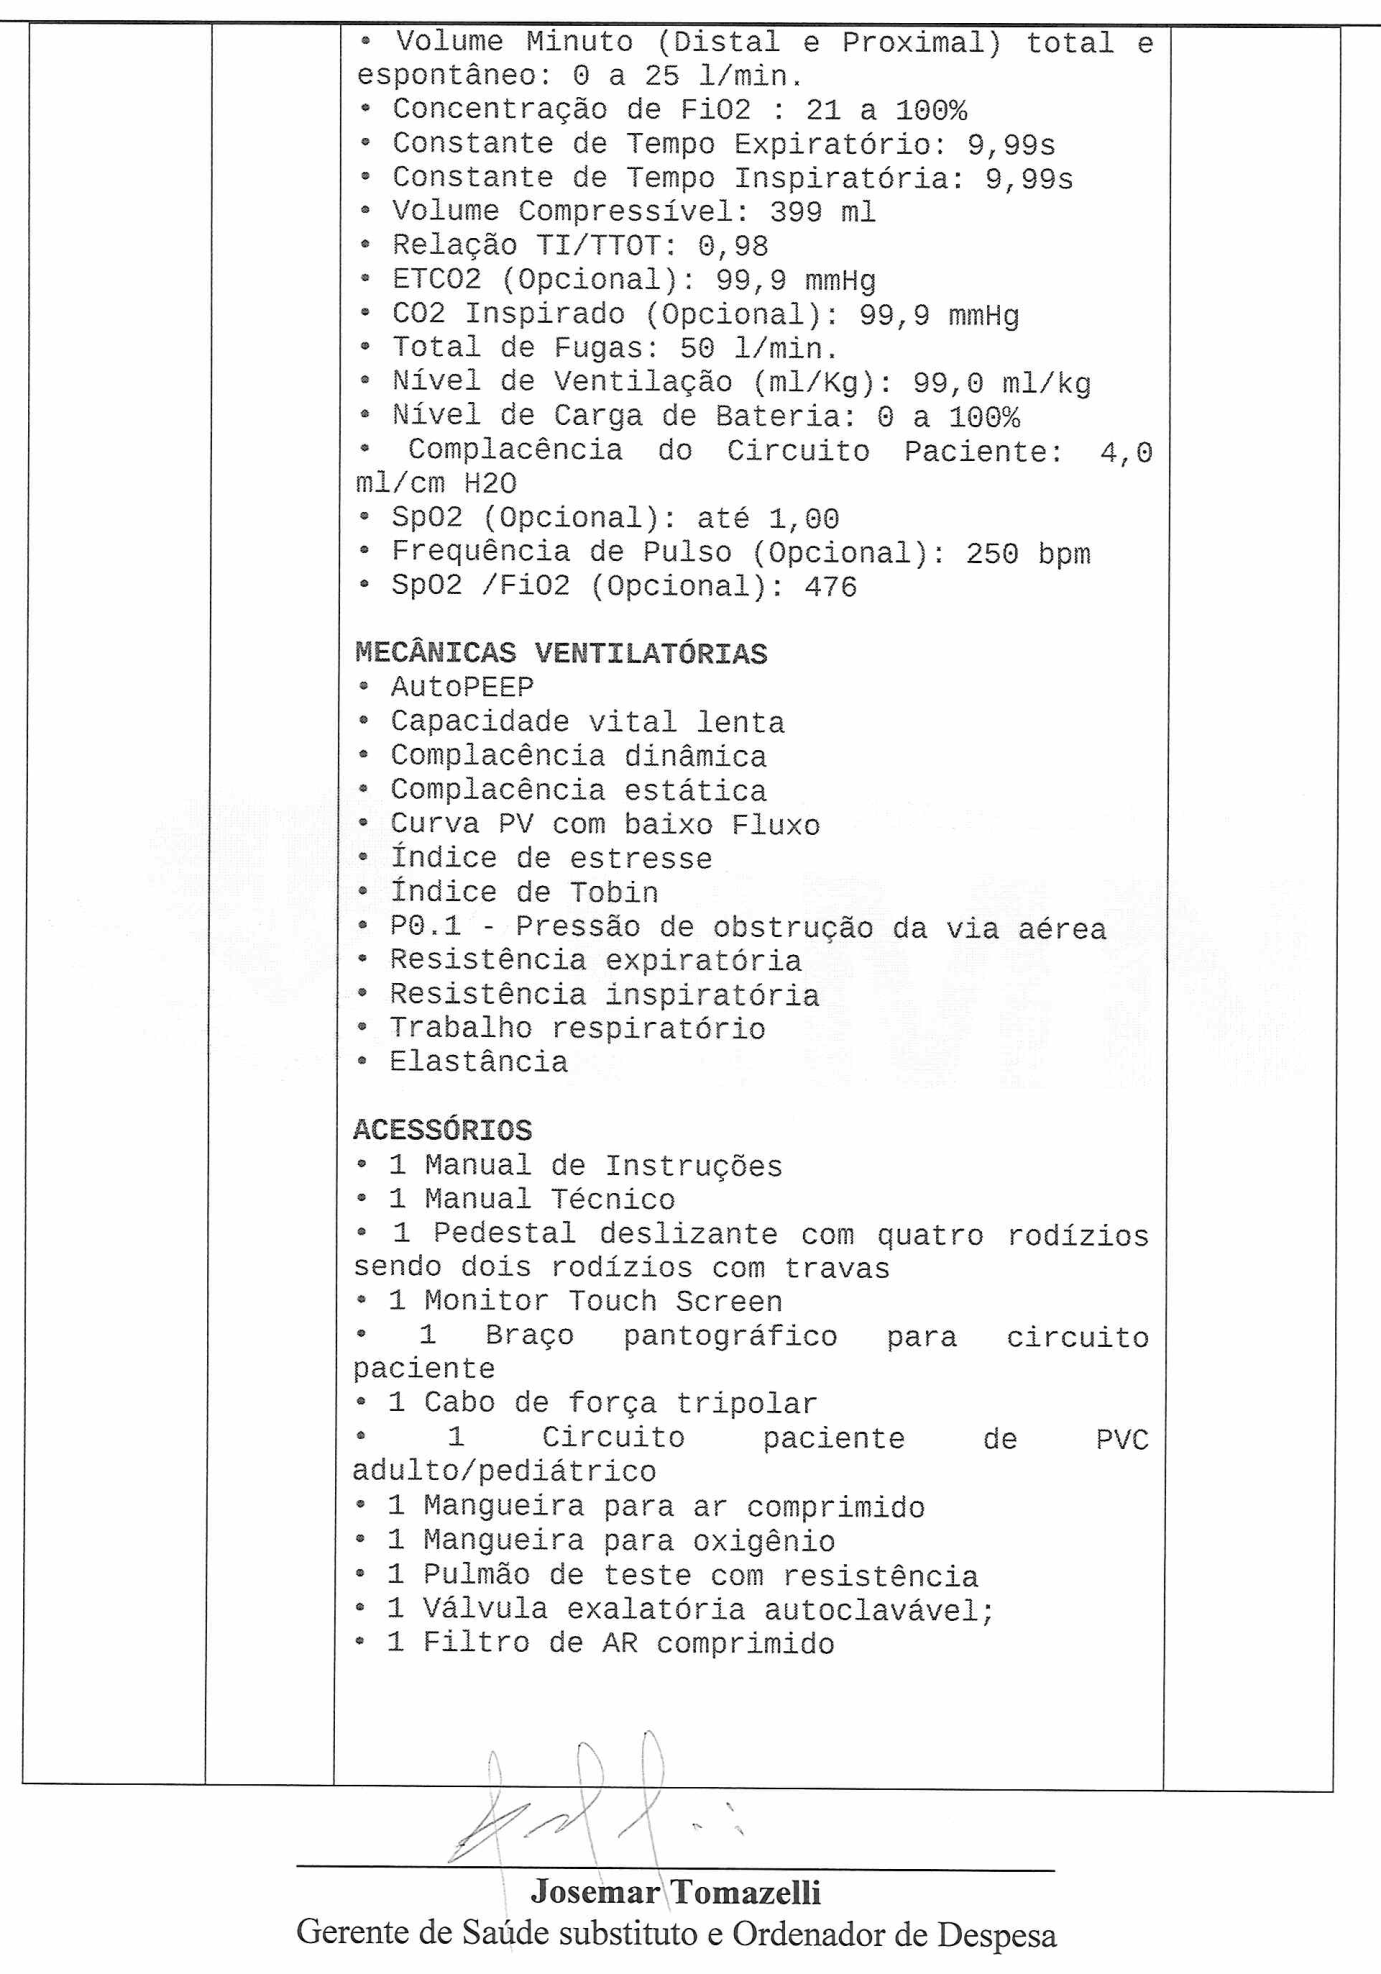 • Volume Minuto (Distal e Proximal) total e
espontâneo: 0 a 25 l/min.
• Concentração de FiO2 : 21 a 100%
• Constante de Tempo Expiratório: 9,99s
• Constante de Tempo Inspiratória: 9,99s
• Volume Compressível: 399 ml
• Relação TI/TTOT: 0,98
• ETCO2 (Opcional): 99,9 mmHg
• CO2 Inspirado (Opcional): 99,9 mmHg
• Total de Fugas: 50 l/min.
• Nível de Ventilação (ml/Kg): 99,0 ml/kg
• Nível de Carga de Bateria: 0 a 100%
• Complacência do Circuito Paciente: 4,0
ml/cm H2O
• SpO2 (Opcional): até 1,00
• Frequência de Pulso (Opcional): 250 bpm
• SpO2 /FiO2 (Opcional): 476
MECÂNICAS VENTILATÓRIAS
• AutoPEEP
• Capacidade vital lenta
• Complacência dinâmica
• Complacência estática
• Curva PV com baixo Fluxo
• Índice de estresse
• Índice de Tobin
• P0.1 - Pressão de obstrução da via aérea
• Resistência expiratória
• Resistência inspiratória
• Trabalho respiratório
• Elastância
ACESSÓRIOS
• 1 Manual de Instruções
• 1 Manual Técnico
• 1 Pedestal deslizante com quatro rodízios
sendo dois rodízios com travas
• 1 Monitor Touch Screen
• 1 Braço pantográfico para circuito
paciente
• 1 Cabo de força tripolar
• 1 Circuito paciente de PVC
adulto/pediátrico
• 1 Mangueira para ar comprimido
• 1 Mangueira para oxigênio
• 1 Pulmão de teste com resistência
• 1 Válvula exalatória autoclavável;
• 1 Filtro de AR comprimido
Josemar Tomazelli
Gerente de Saúde substituto e Ordenador de Despesa